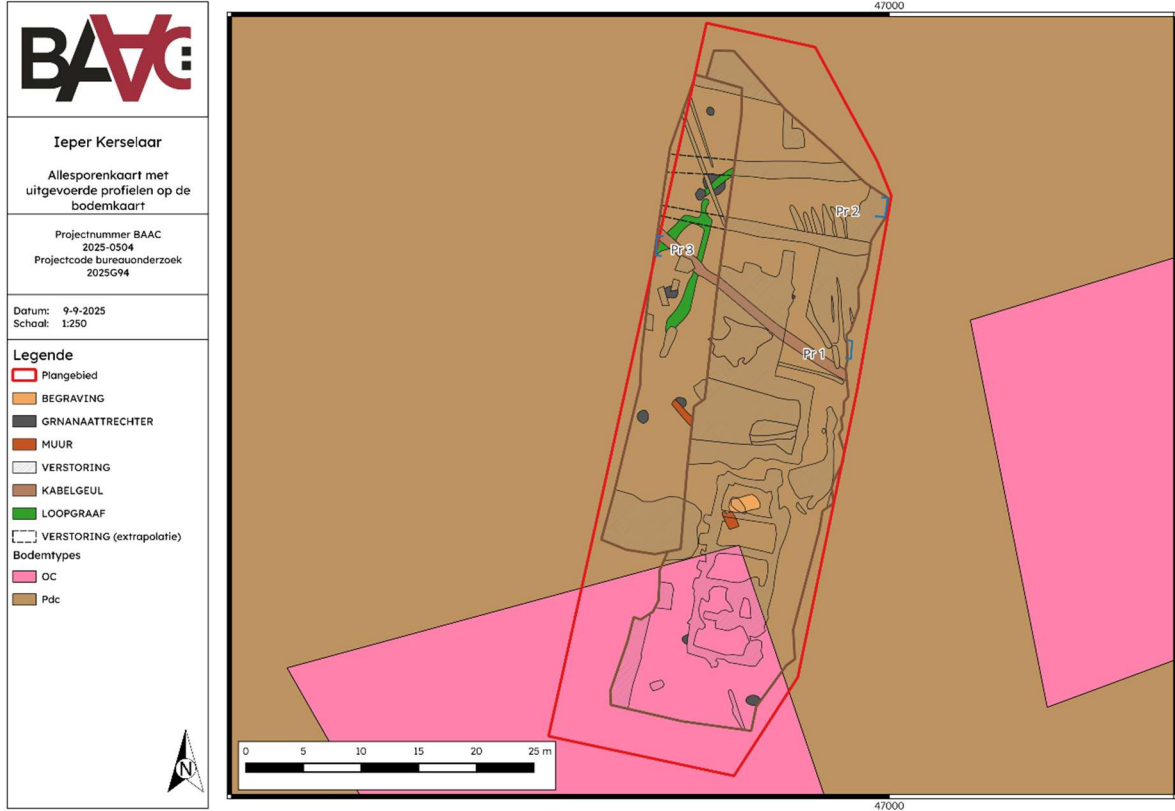 BAAC
Ieper Kerselaar
Allesporenkaart met
uitgevoerde profielen op de
bodemkaart
Projectnummer BAAC
2025-0504
Projectcode bureauonderzoek
2025G94
Datum: 9-9-2025
Schaal: 1:250
Legende
Plangebied
BEGRAVING
GRNANAATTRECHTER
MUUR
VERSTORING
KABELGEUL
LOOPGRAAF
VERSTORING (extrapolatie)
Bodemtypes
OC
Pdc
N
47000
Pr 2
Pr 3
Pr 1
0 5 10 15 20 25 m
47000